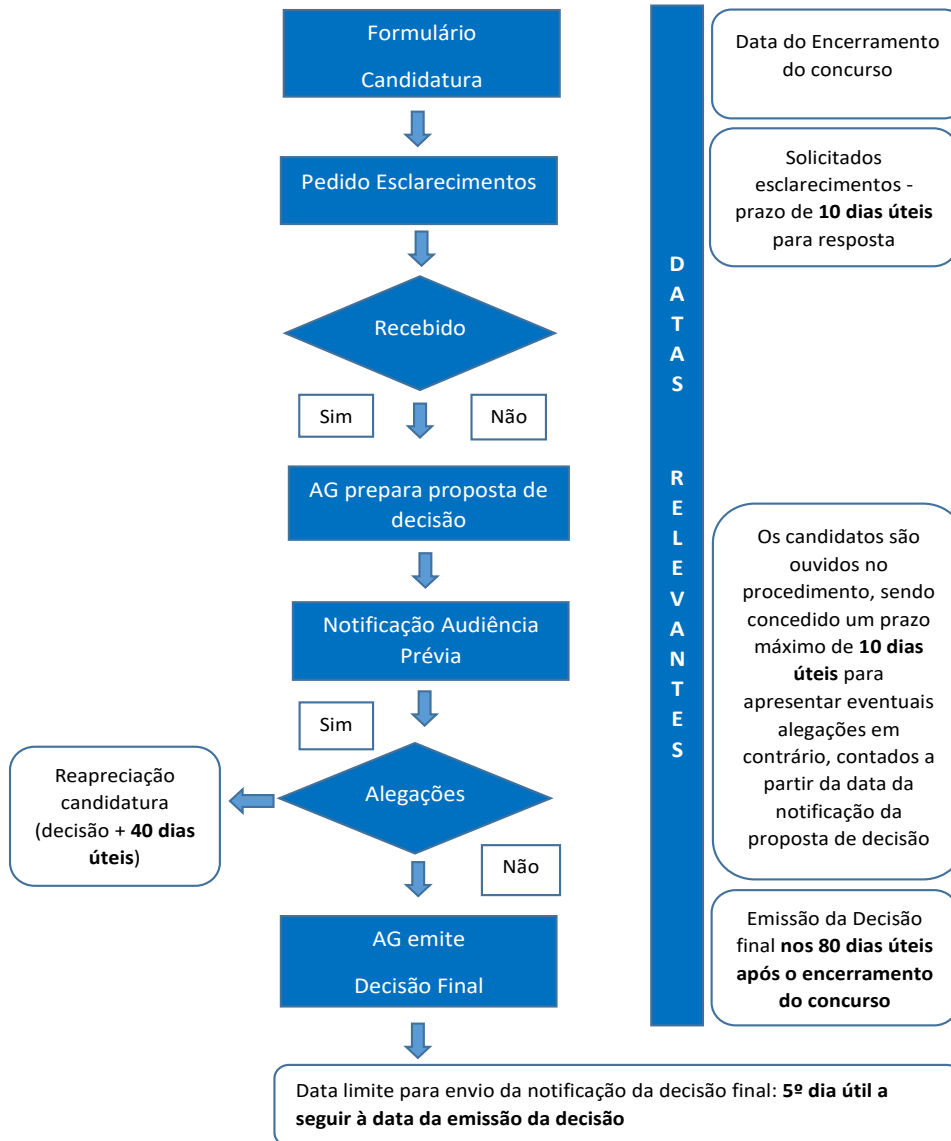 Formulário
Candidatura
Data do Encerramento
do concurso
Pedido Esclarecimentos
Solicitados
esclarecimentos -
prazo de 10 dias úteis
para resposta
Recebido
Sim
Não
DATAS RELEVANTES
AG prepara proposta de
decisão
Notificação Audiência
Prévia
Os candidatos são
ouvidos no
procedimento, sendo
concedido um prazo
máximo de 10 dias
úteis para
apresentar eventuais
alegações em
contrário, contados a
partir da data da
notificação da
proposta de decisão
Sim
Alegações
Reapreciação
candidatura
(decisão + 40 dias
úteis)
Não
AG emite
Decisão Final
Emissão da Decisão
final nos 80 dias úteis
após o encerramento
do concurso
Data limite para envio da notificação da decisão final: 5º dia útil a
seguir à data da emissão da decisão